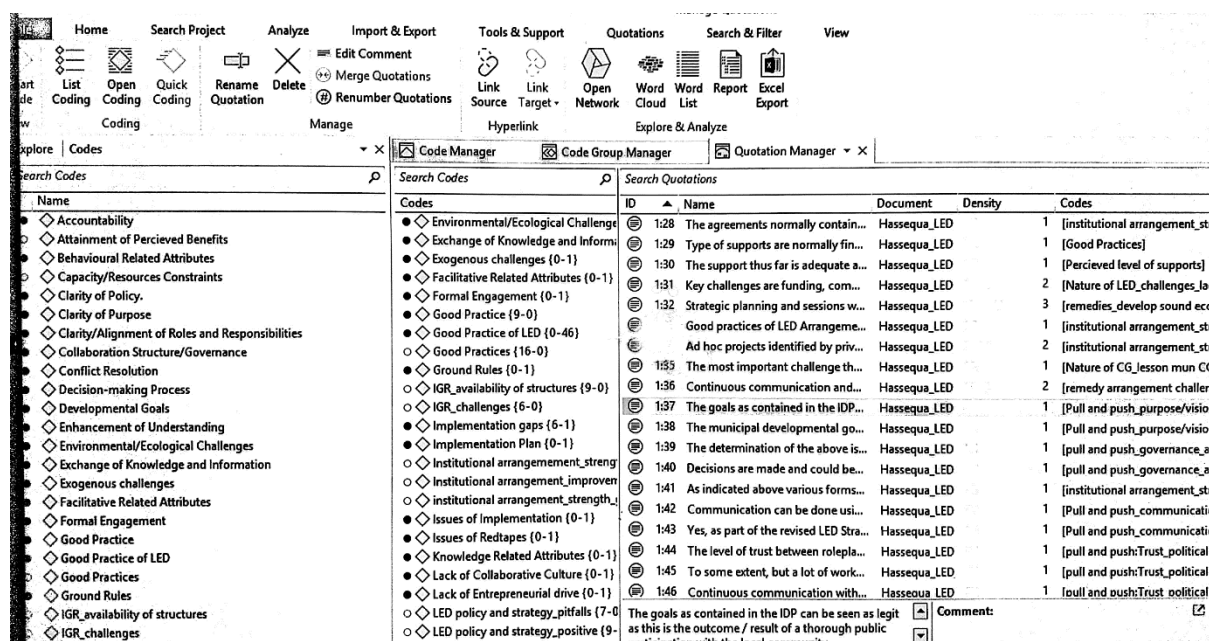 Home Search Project Analyze Import & Export Tools & Support Quotations Search & Filter View
List Coding
Open Coding
Quick Coding
Rename Quotation
Delete
Edit Comment
Merge Quotations
Renumber Quotations
Link Source
Link Target
Open Network
Word Cloud
Word List
Report
Excel Export
Coding Manage Hyperlink Explore & Analyze
Explore Codes
Search Codes
Name
Accountability
Attainment of Percieved Benefits
Behavioural Related Attributes
Capacity/Resources Constraints
Clarity of Policy.
Clarity of Purpose
Clarity/Alignment of Roles and Responsibilities
Collaboration Structure/Governance
Conflict Resolution
Decision-making Process
Developmental Goals
Enhancement of Understanding
Environmental/Ecological Challenges
Exchange of Knowledge and Information
Exogenous challenges
Facilitative Related Attributes
Formal Engagement
Good Practice
Good Practice of LED
Good Practices
Ground Rules
IGR_availability of structures
IGR_challenges
Code Manager Code Group Manager Quotation Manager
Search Codes
Codes
Environmental/Ecological Challenge
Exchange of Knowledge and Inform
Exogenous challenges {0-1}
Facilitative Related Attributes {0-1}
Formal Engagement {0-1}
Good Practice {9-0}
Good Practice of LED {0-46}
Good Practices {16-0}
Ground Rules {0-1}
IGR_availability of structures {9-0}
IGR_challenges {6-0}
Implementation gaps {6-1}
Implementation Plan {0-1}
Institutional arrangemement_streng
Institutional arrangement_improvem
institutional arrangement_strength_
Issues of Implementation {0-1}
Issues of Redtapes {0-1}
Knowledge Related Attributes {0-1}
Lack of Collaborative Culture {0-1}
Lack of Entrepreneurial drive {0-1}
LED policy and strategy_pitfalls {7-0
LED policy and strategy_positive {9-
Search Quotations
ID Name Document Density Codes
1:28 The agreements normally contain... Hassequa_LED 1 [institutional arrangement_st
1:29 Type of supports are normally fin... Hassequa_LED 1 [Good Practices]
1:30 The support thus far is adequate a... Hassequa_LED 1 [Percieved level of supports]
1:31 Key challenges are funding, com... Hassequa_LED 2 [Nature of LED_challenges_la
1:32 Strategic planning and sessions w... Hassequa_LED 3 [remedies_develop sound eco
Good practices of LED Arrangeme... Hassequa_LED 1 [institutional arrangement_st
Ad hoc projects identified by priv... Hassequa_LED 2 [institutional arrangement_st
1:35 The most important challenge th... Hassequa_LED 1 [Nature of CG_lesson mun CG
1:36 Continuous communication and... Hassequa_LED 2 [remedy arrangement challer
1:37 The goals as contained in the IDP... Hassequa_LED 1 [Pull and push_purpose/visio
1:38 The municipal developmental go... Hassequa_LED 1 [Pull and push_purpose/visio
1:39 The determination of the above is... Hassequa_LED 1 [pull and push_governance_a
1:40 Decisions are made and could be... Hassequa_LED 1 [pull and push_governance_a
1:41 As indicated above various forms... Hassequa_LED 1 [institutional arrangement_st
1:42 Communication can be done usi... Hassequa_LED 1 [Pull and push_communicati
1:43 Yes, as part of the revised LED Stra... Hassequa_LED 1 [Pull and push_communicati
1:44 The level of trust between rolepla... Hassequa_LED 1 [pull and push:Trust_political
1:45 To some extent, but a lot of work... Hassequa_LED 1 [pull and push:Trust_political
1:46 Continuous communication with... Hassequa_LED 1 [pull and push:Trust political
The goals as contained in the IDP can be seen as legit
as this is the outcome / result of a thorough public
Comment: